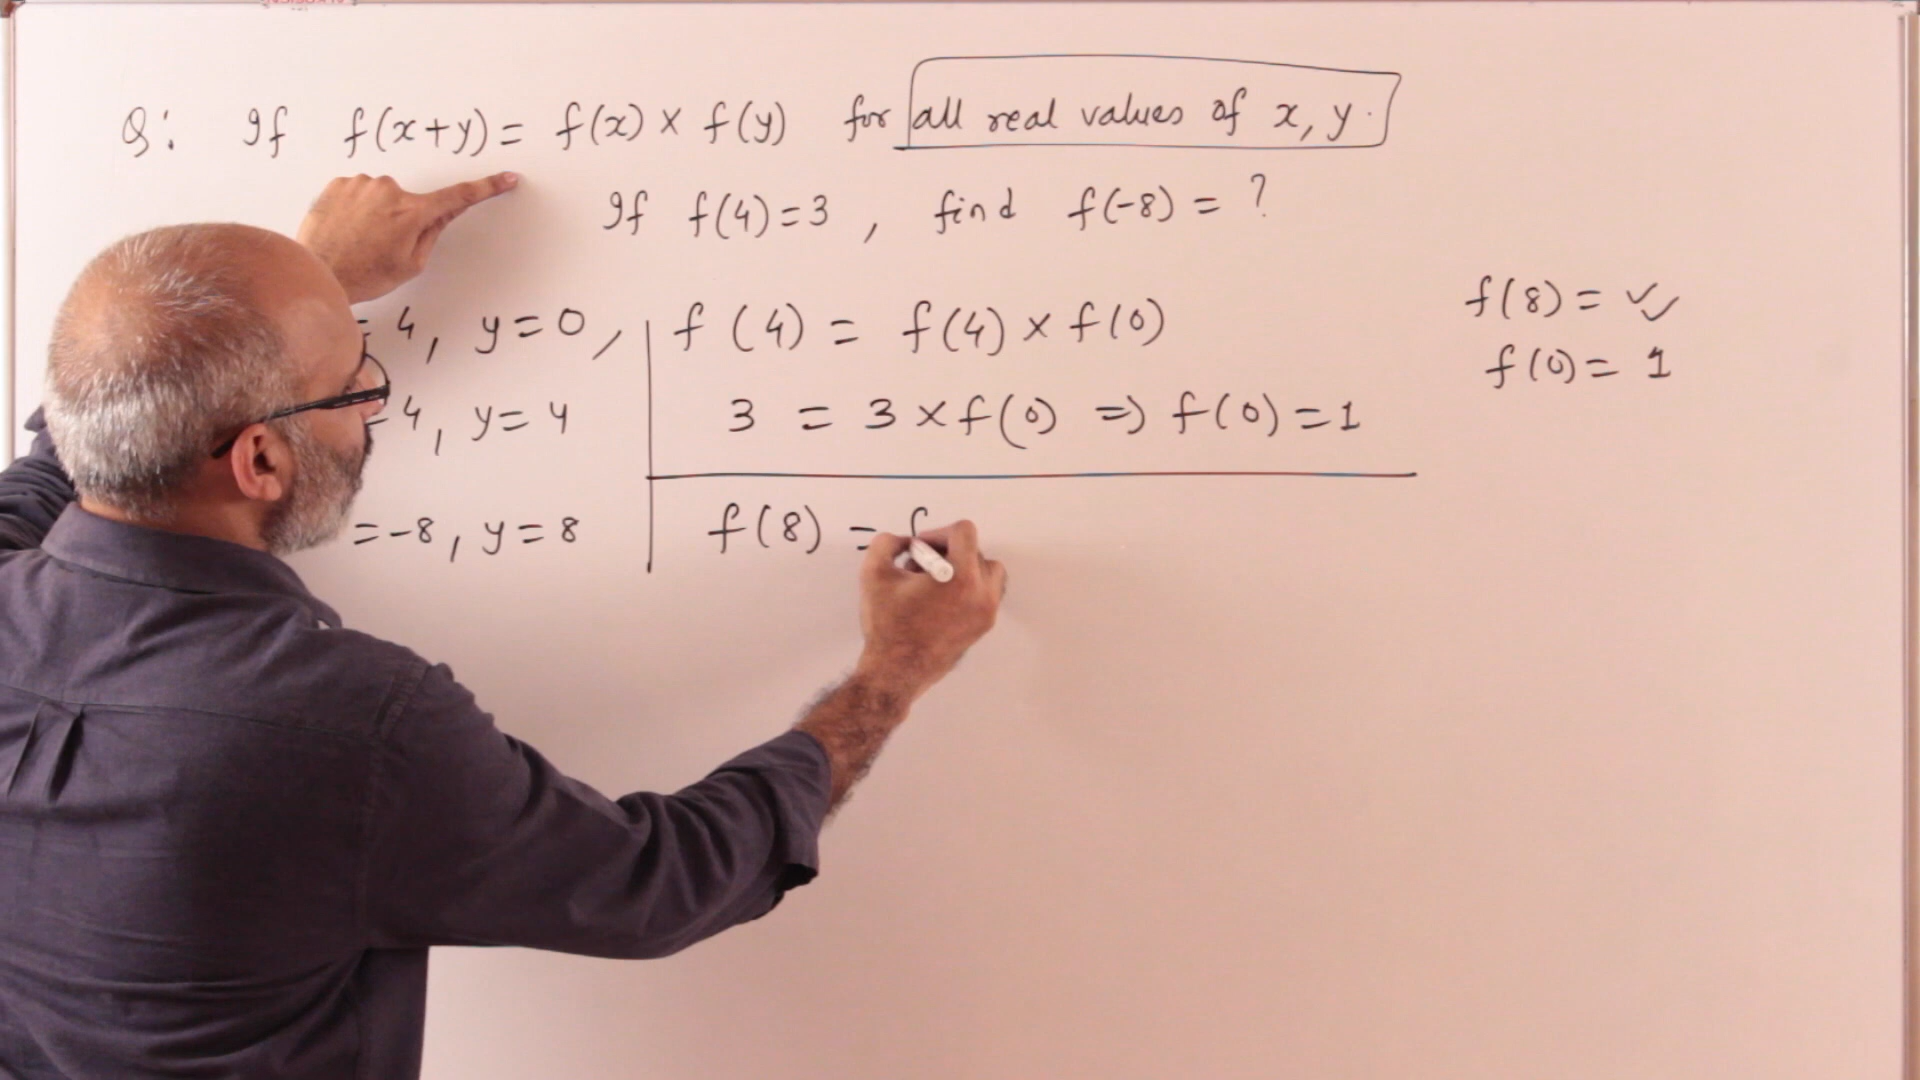 Q: If f(x+y) = f(x) × f(y) for all real values of x, y.
If f(4)=3, find f(-8) = ?
= 4, y=0,
= 4, y= 4
=-8, y= 8
f(4) = f(4) × f(0)
3 = 3 × f(0) => f(0) = 1
f(8) = f
f(8) = ✓✓
f(0) = 1